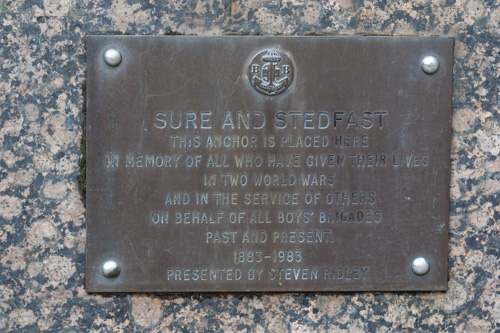 B B
SURE AND STEDFAST
THIS ANCHOR IS PLACED HERE
IN MEMORY OF ALL WHO HAVE GIVEN THEIR LIVES
IN TWO WORLD WARS
AND IN THE SERVICE OF OTHERS
ON BEHALF OF ALL BOYS' BRIGADES
PAST AND PRESENT.
1883-1983
PRESENTED BY STEVEN RIDLEY